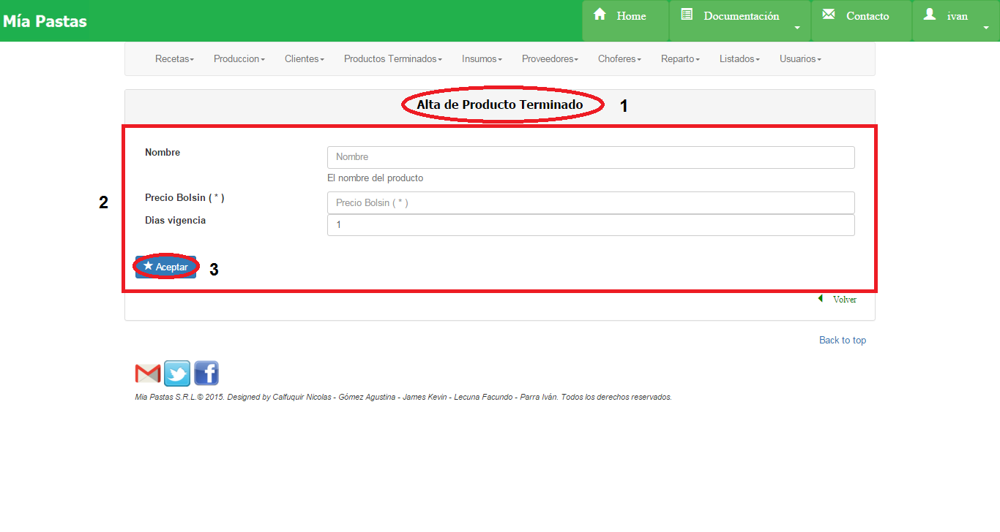 Mía Pastas Home Documentación Contacto ivan
Recetas Produccion Clientes Productos Terminados Insumos Proveedores Choferes Reparto Listados Usuarios
Alta de Producto Terminado 1
Nombre Nombre
El nombre del producto
2
Precio Bolsin ( * ) Precio Bolsin ( * )
Dias vigencia 1
Aceptar 3
Volver
Back to top
Mia Pastas S.R.L.© 2015. Designed by Calfuquir Nicolas - Gómez Agustina - James Kevin - Lecuna Facundo - Parra Iván. Todos los derechos reservados.